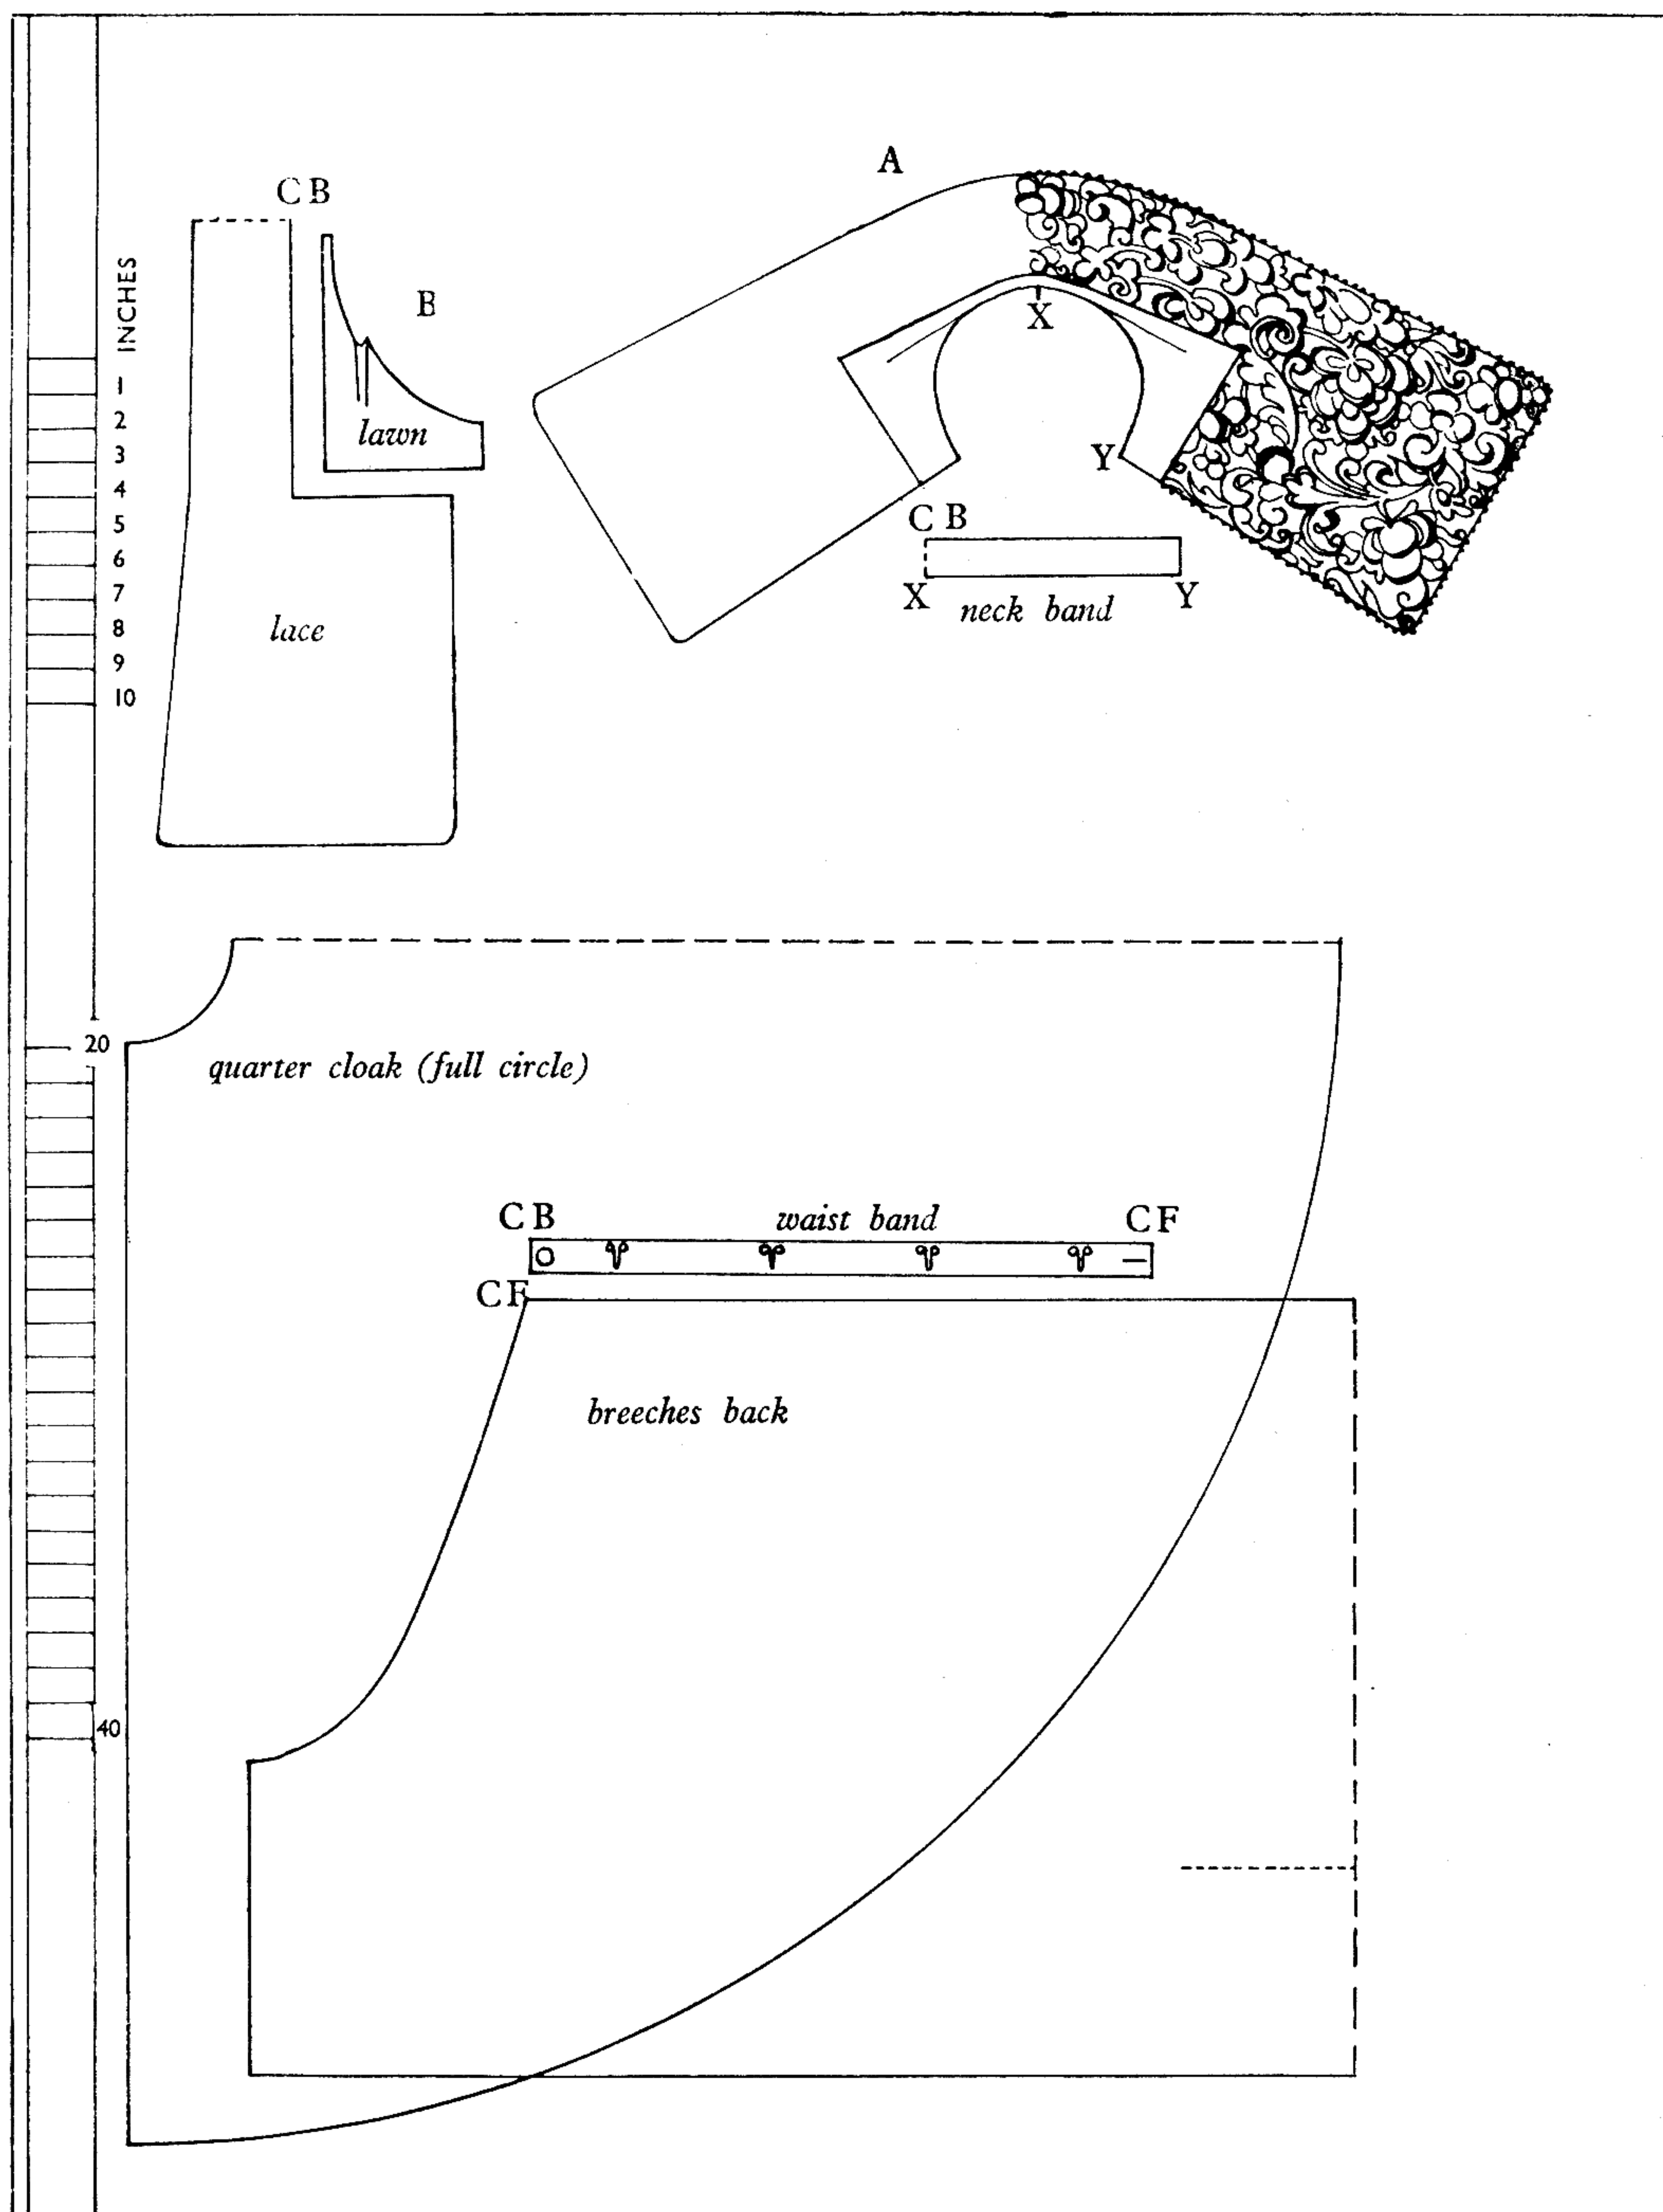 A
C B
B
INCHES
X
1
2
lawn
3
Y
4
C B
5
6
7
X
Y
neck band
8
lace
9
10
20
quarter cloak (full circle)
C B
waist band
C F
C F
breeches back
40